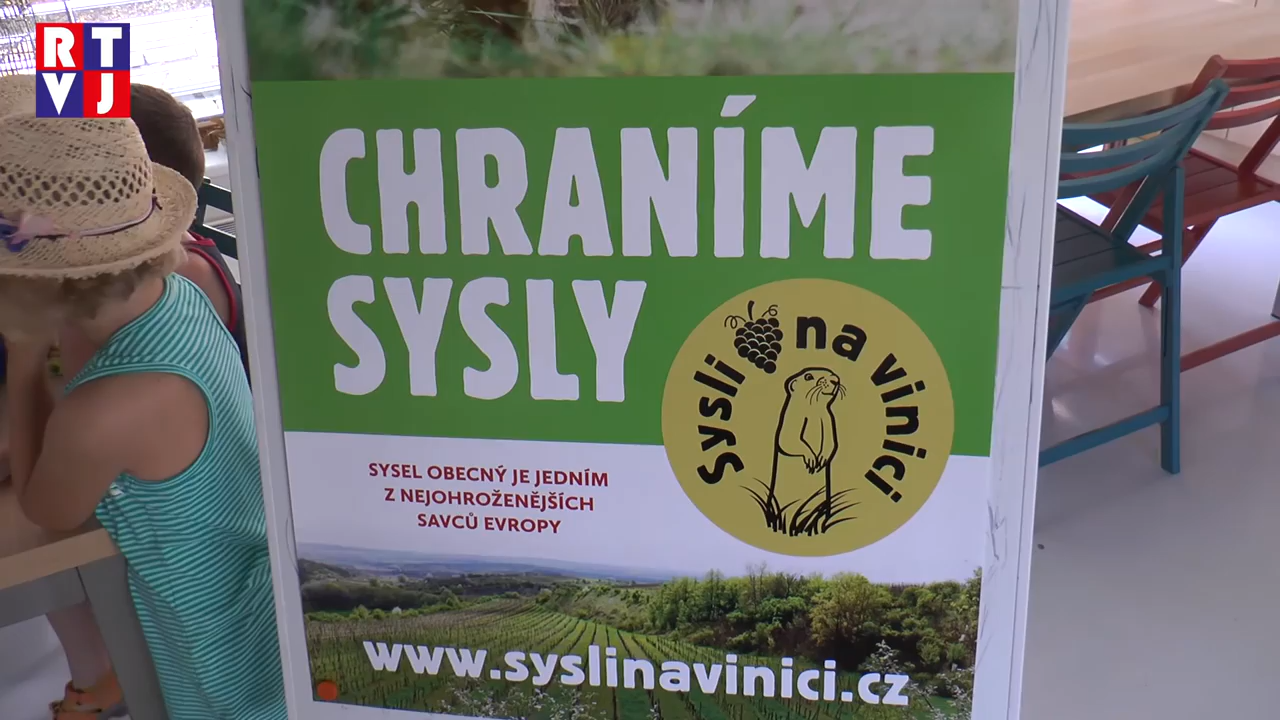 RT
VJ
CHRANÍME
SYSLY
Sysli na vinici
SYSEL OBECNÝ JE JEDNÍM
Z NEJOHROŽENĚJŠÍCH
SAVCŮ EVROPY
www.syslinavinici.cz